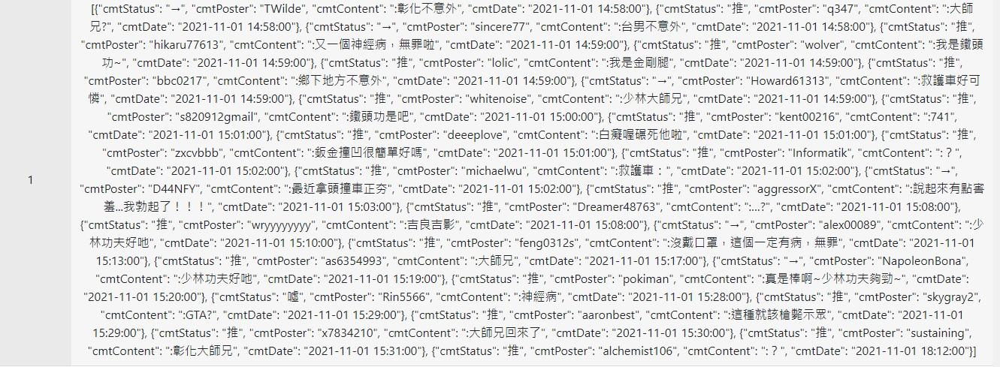 [{"cmtStatus": "→", "cmtPoster": "TWilde", "cmtContent": ":彰化不意外", "cmtDate": "2021-11-01 14:58:00"}, {"cmtStatus": "推", "cmtPoster": "q347", "cmtContent": ":大師
兄?", "cmtDate": "2021-11-01 14:58:00"}, {"cmtStatus": "→", "cmtPoster": "sincere77", "cmtContent": ":台男不意外", "cmtDate": "2021-11-01 14:58:00"}, {"cmtStatus": "推",
"cmtPoster": "hikaru77613", "cmtContent": ":又一個神經病，無罪啦", "cmtDate": "2021-11-01 14:59:00"}, {"cmtStatus": "推", "cmtPoster": "wolver", "cmtContent": ":我是鐵頭
功~", "cmtDate": "2021-11-01 14:59:00"}, {"cmtStatus": "推", "cmtPoster": "lolic", "cmtContent": ":我是金剛腿", "cmtDate": "2021-11-01 14:59:00"}, {"cmtStatus": "推",
"cmtPoster": "bbc0217", "cmtContent": ":鄉下地方不意外", "cmtDate": "2021-11-01 14:59:00"}, {"cmtStatus": "→", "cmtPoster": "Howard61313", "cmtContent": ":救護車好可
憐", "cmtDate": "2021-11-01 14:59:00"}, {"cmtStatus": "推", "cmtPoster": "whitenoise", "cmtContent": ":少林大師兄", "cmtDate": "2021-11-01 14:59:00"}, {"cmtStatus": "推",
"cmtPoster": "s820912gmail", "cmtContent": ":鐵頭功是吧", "cmtDate": "2021-11-01 15:00:00"}, {"cmtStatus": "推", "cmtPoster": "kent00216", "cmtContent": ":741",
"cmtDate": "2021-11-01 15:01:00"}, {"cmtStatus": "推", "cmtPoster": "deeeplove", "cmtContent": ":白癡喔碾死他啦", "cmtDate": "2021-11-01 15:01:00"}, {"cmtStatus": "推",
"cmtPoster": "zxcvbbb", "cmtContent": ":鈑金撞凹很簡單好嗎", "cmtDate": "2021-11-01 15:01:00"}, {"cmtStatus": "推", "cmtPoster": "Informatik", "cmtContent": ":？",
"cmtDate": "2021-11-01 15:02:00"}, {"cmtStatus": "推", "cmtPoster": "michaelwu", "cmtContent": ":救護車：", "cmtDate": "2021-11-01 15:02:00"}, {"cmtStatus": "→",
1
"cmtPoster": "D44NFY", "cmtContent": ":最近拿頭撞車正夯", "cmtDate": "2021-11-01 15:02:00"}, {"cmtStatus": "推", "cmtPoster": "aggressorX", "cmtContent": ":說起來有點害
羞...我勃起了！！！", "cmtDate": "2021-11-01 15:03:00"}, {"cmtStatus": "推", "cmtPoster": "Dreamer48763", "cmtContent": ":...?", "cmtDate": "2021-11-01 15:08:00"},
{"cmtStatus": "推", "cmtPoster": "wryyyyyyyy", "cmtContent": ":吉良吉影", "cmtDate": "2021-11-01 15:08:00"}, {"cmtStatus": "→", "cmtPoster": "alex00089", "cmtContent": ":少
林功夫好吔", "cmtDate": "2021-11-01 15:10:00"}, {"cmtStatus": "推", "cmtPoster": "feng0312s", "cmtContent": ":沒戴口罩，這個一定有病，無罪", "cmtDate": "2021-11-01
15:13:00"}, {"cmtStatus": "推", "cmtPoster": "as6354993", "cmtContent": ":大師兄", "cmtDate": "2021-11-01 15:17:00"}, {"cmtStatus": "→", "cmtPoster": "NapoleonBona",
"cmtContent": ":少林功夫好吔", "cmtDate": "2021-11-01 15:19:00"}, {"cmtStatus": "推", "cmtPoster": "pokiman", "cmtContent": ":真是棒啊~少林功夫夠勁~", "cmtDate":
"2021-11-01 15:20:00"}, {"cmtStatus": "噓", "cmtPoster": "Rin5566", "cmtContent": ":神經病", "cmtDate": "2021-11-01 15:28:00"}, {"cmtStatus": "推", "cmtPoster": "skygray2",
"cmtContent": ":GTA?", "cmtDate": "2021-11-01 15:29:00"}, {"cmtStatus": "推", "cmtPoster": "aaronbest", "cmtContent": ":這種就該槍斃示眾", "cmtDate": "2021-11-01
15:29:00"}, {"cmtStatus": "推", "cmtPoster": "x7834210", "cmtContent": ":大師兄回來了", "cmtDate": "2021-11-01 15:30:00"}, {"cmtStatus": "推", "cmtPoster": "sustaining",
"cmtContent": ":彰化大師兄", "cmtDate": "2021-11-01 15:31:00"}, {"cmtStatus": "推", "cmtPoster": "alchemist106", "cmtContent": ":？", "cmtDate": "2021-11-01 18:12:00"}]